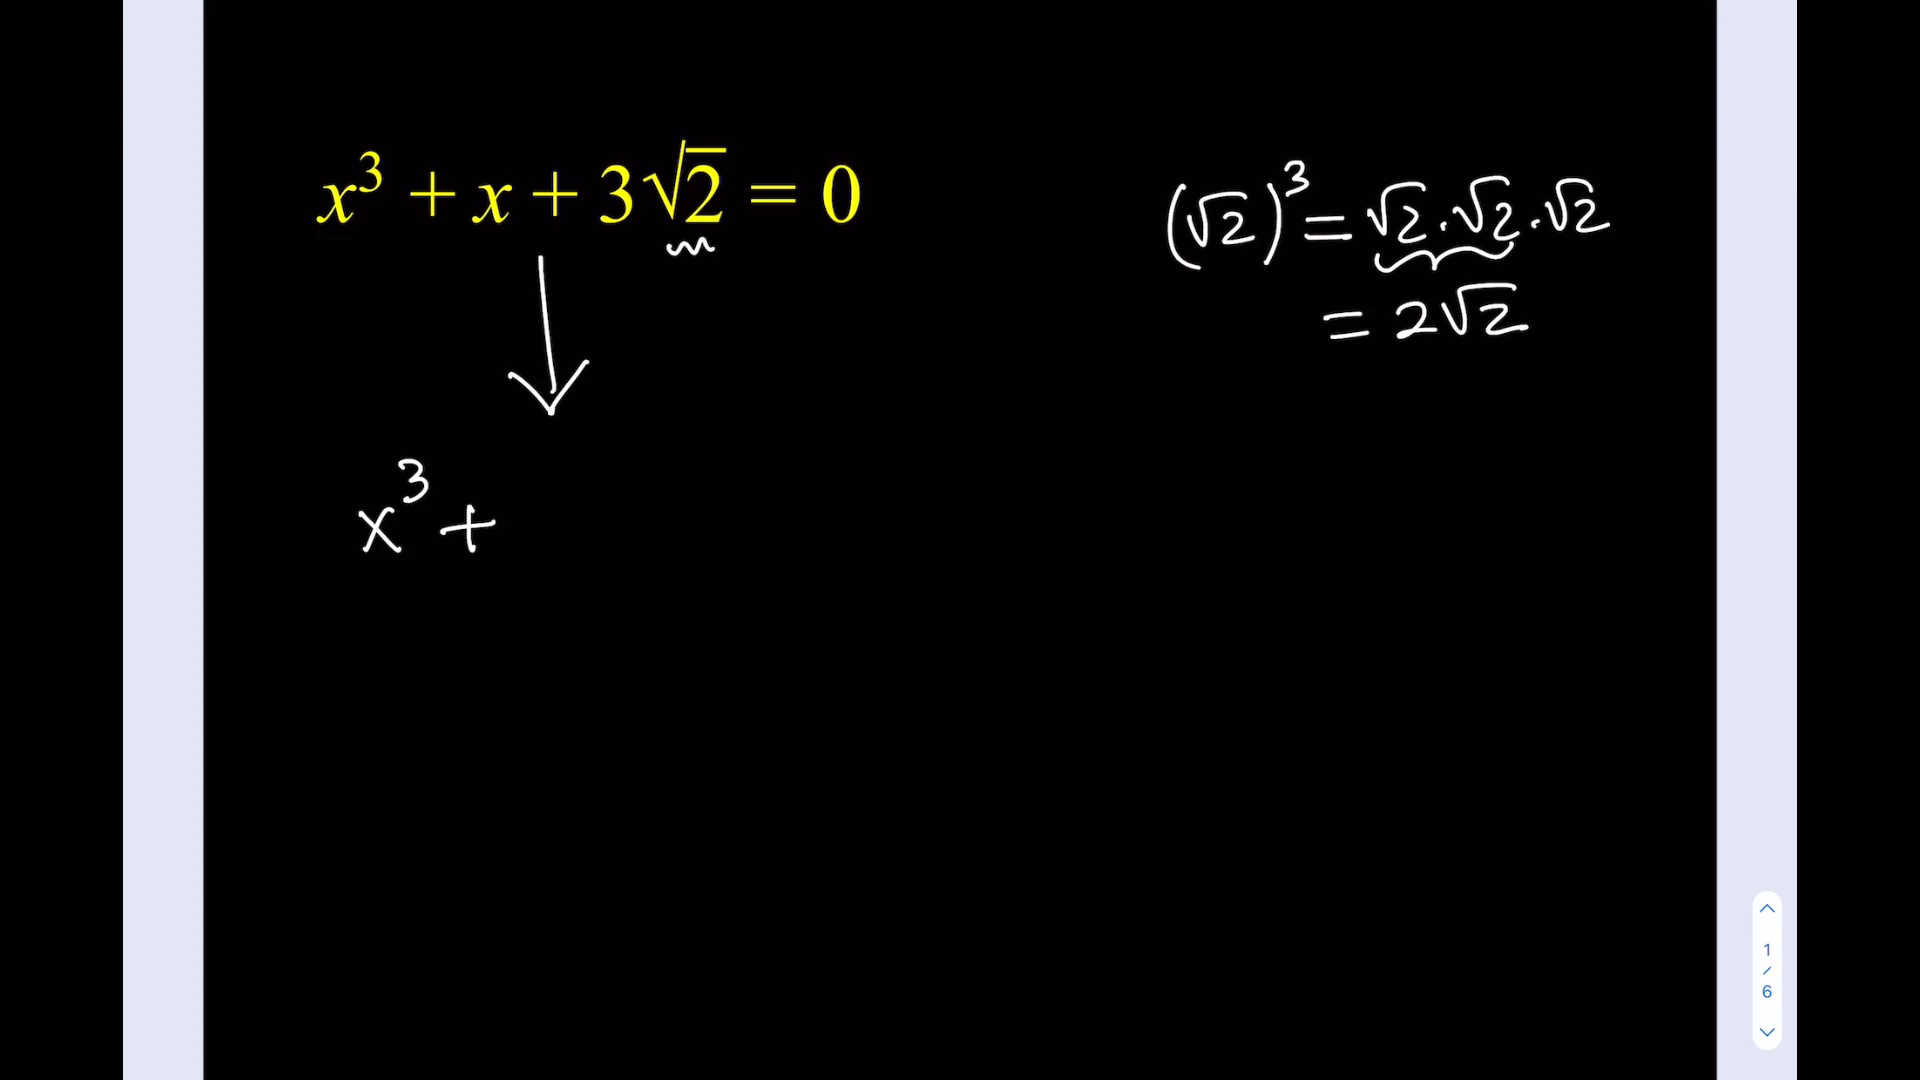 x³ + x + 3√2 = 0
(√2)³ = √2 · √2 · √2
= 2√2
x³ +
1
/
6